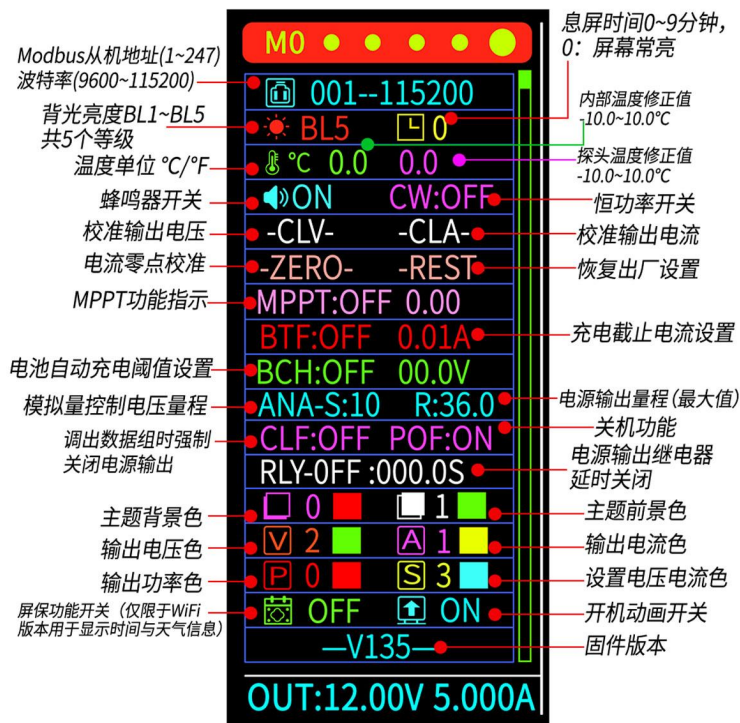 M0
息屏时间0~9分钟，
0：屏幕常亮
Modbus从机地址(1~247)
波特率(9600~115200)
001--115200
背光亮度BL1~BL5
共5个等级
BL5 0
内部温度修正值
-10.0~10.0℃
温度单位 ℃/℉
℃ 0.0 0.0
探头温度修正值
-10.0~10.0℃
蜂鸣器开关
ON CW:OFF
恒功率开关
校准输出电压
-CLV- -CLA-
校准输出电流
电流零点校准
-ZERO- -REST
恢复出厂设置
MPPT功能指示
MPPT:OFF 0.00
BTF:OFF 0.01A
充电截止电流设置
电池自动充电阈值设置
BCH:OFF 00.0V
模拟量控制电压量程
ANA-S:10 R:36.0
电源输出量程(最大值)
调出数据组时强制
关闭电源输出
CLF:OFF POF:ON
关机功能
RLY-0FF :000.0S
电源输出继电器
延时关闭
主题背景色
0 1
主题前景色
输出电压色
V 2 A 1
输出电流色
输出功率色
P 0 S 3
设置电压电流色
屏保功能开关（仅限于WiFi
版本用于显示时间与天气信息）
OFF ON
开机动画开关
—V135—
固件版本
OUT:12.00V 5.000A